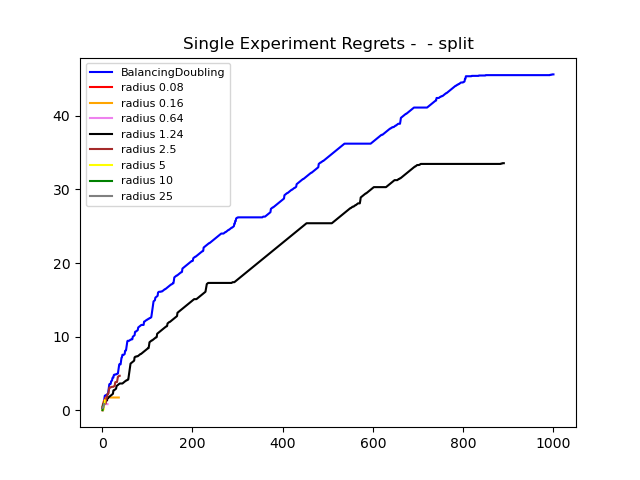 Single Experiment Regrets -  - split
BalancingDoubling
radius 0.08
radius 0.16
radius 0.64
radius 1.24
radius 2.5
radius 5
radius 10
radius 25
40
30
20
10
0
0 200 400 600 800 1000